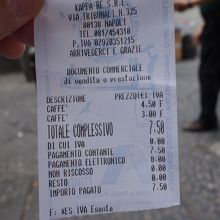 KAPPA-RE S.R.L.
VIA TRIBUNALI N.325
80138 NAPOLI
TEL.081/454310
P.IVA 07920351215
ARRIVEDERCI E GRAZIE
DOCUMENTO COMMERCIALE
di vendita o prestazione
DESCRIZIONE PREZZO(€) IVA
CAFFE' 4.50 F
CAFFE' 3.00 F
TOTALE COMPLESSIVO 7.50
DI CUI IVA 0.00
PAGAMENTO CONTANTE 7.50
PAGAMENTO ELETTRONICO 0.00
NON RISCOSSO 0.00
RESTO 0.00
IMPORTO PAGATO 7.50
F: %ES IVA Esente